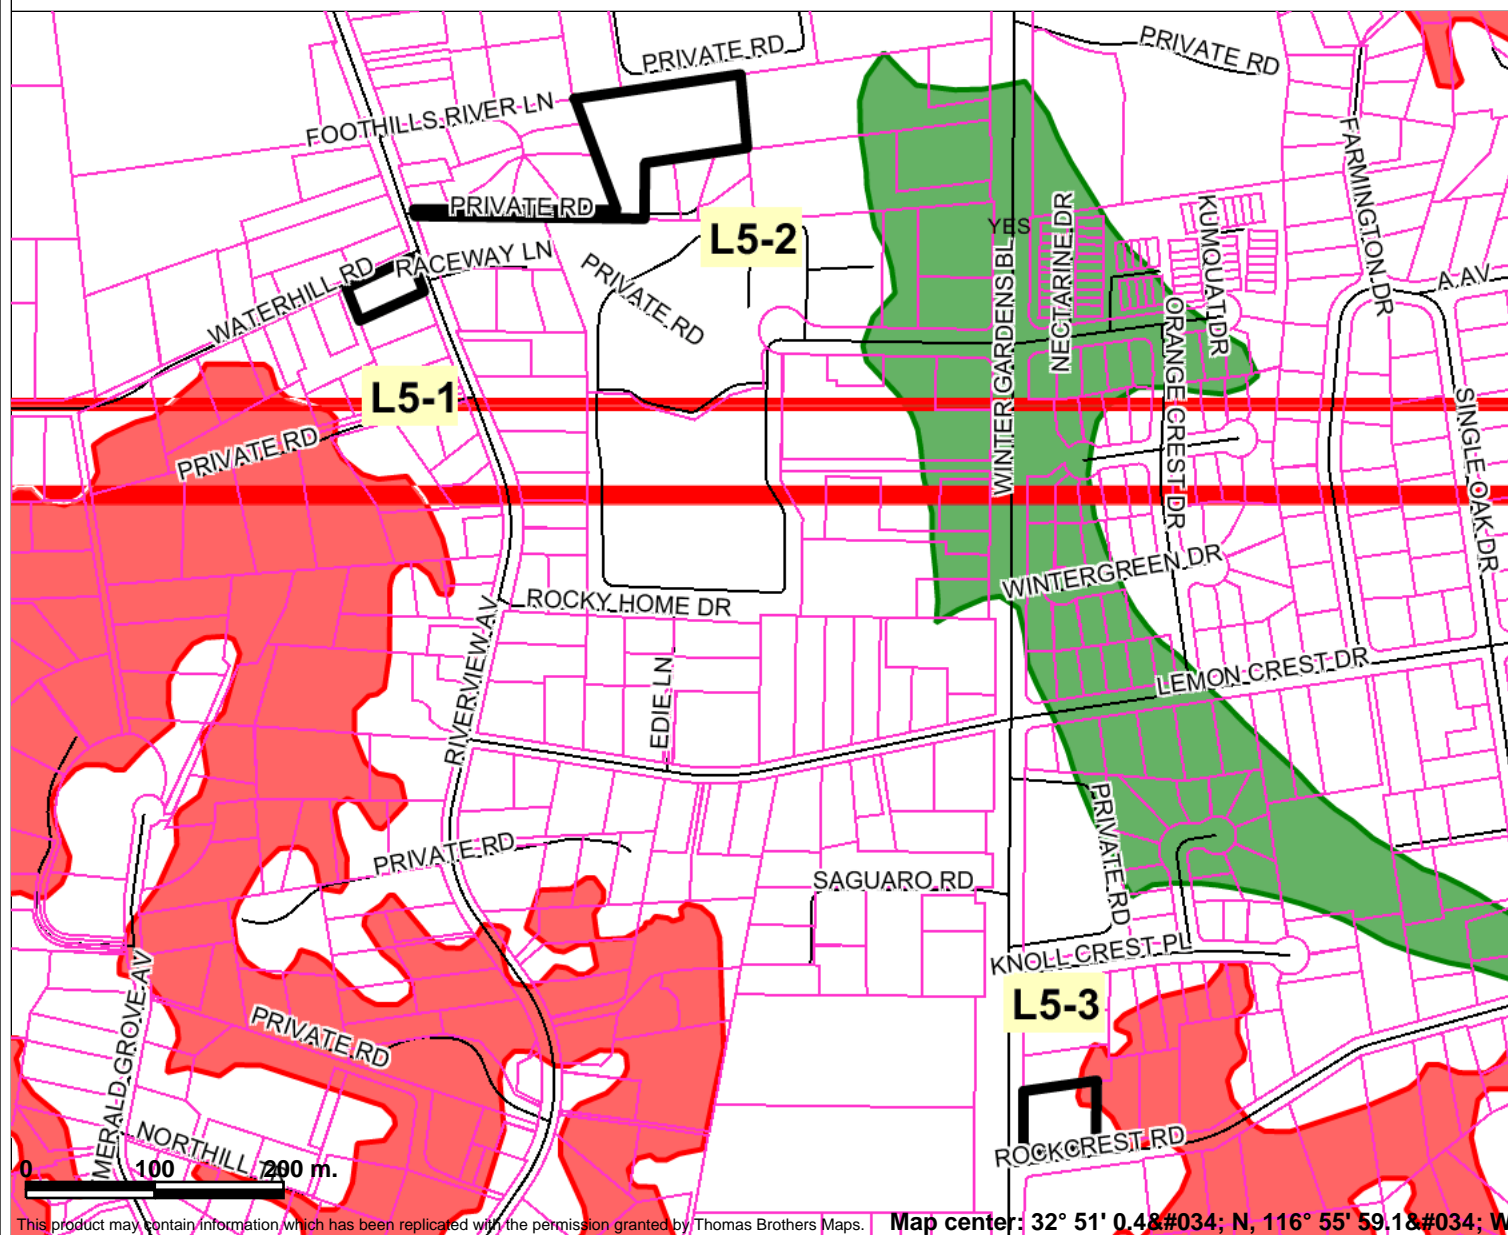 PRIVATE RD
PRIVATE RD
FOOTHILLS RIVER LN
FARMINGTON DR
PRIVATE RD
L5-2
YES
NECTARINE DR
KUMQUAT DR
RACEWAY LN
WATERHILL RD
PRIVATE RD
A AV
WINTER GARDENS BL
ORANGE CREST DR
L5-1
SINGLE OAK DR
PRIVATE RD
WINTERGREEN DR
ROCKY HOME DR
RIVERVIEW AV
EDIE LN
LEMON CREST DR
PRIVATE RD
PRIVATE RD
SAGUARO RD
KNOLL CREST PL
L5-3
MERALD GROVE AV
PRIVATE RD
ROCKCREST RD
NORTHILL
0 100 200 m.
This product may contain information which has been replicated with the permission granted by Thomas Brothers Maps.
Map center: 32° 51' 0.4&#034; N, 116° 55' 59.1&#034; W